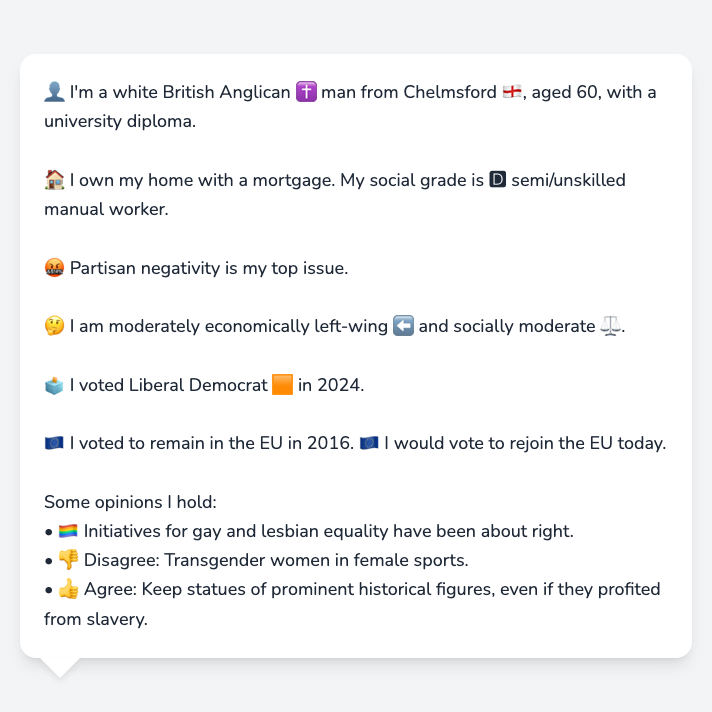 👤 I'm a white British Anglican ✝️ man from Chelmsford 🏴󠁧󠁢󠁥󠁮󠁧󠁿, aged 60, with a
university diploma.
🏠 I own my home with a mortgage. My social grade is 🅳 semi/unskilled
manual worker.
🤬 Partisan negativity is my top issue.
🤔 I am moderately economically left-wing ⬅️ and socially moderate ⚖️.
🗳️ I voted Liberal Democrat 🟧 in 2024.
🇪🇺 I voted to remain in the EU in 2016. 🇪🇺 I would vote to rejoin the EU today.
Some opinions I hold:
• 🏳️‍🌈 Initiatives for gay and lesbian equality have been about right.
• 👎 Disagree: Transgender women in female sports.
• 👍 Agree: Keep statues of prominent historical figures, even if they profited
from slavery.